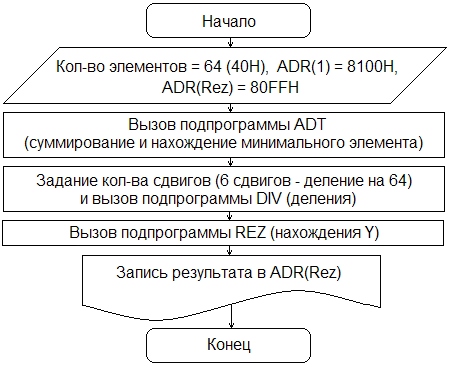 Начало
Кол-во элементов = 64 (40H), ADR(1) = 8100H,
ADR(Rez) = 80FFH
Вызов подпрограммы ADT
(суммирование и нахождение минимального элемента)
Задание кол-ва сдвигов (6 сдвигов - деление на 64)
и вызов подпрограммы DIV (деления)
Вызов подпрограммы REZ (нахождения Y)
Запись результата в ADR(Rez)
Конец